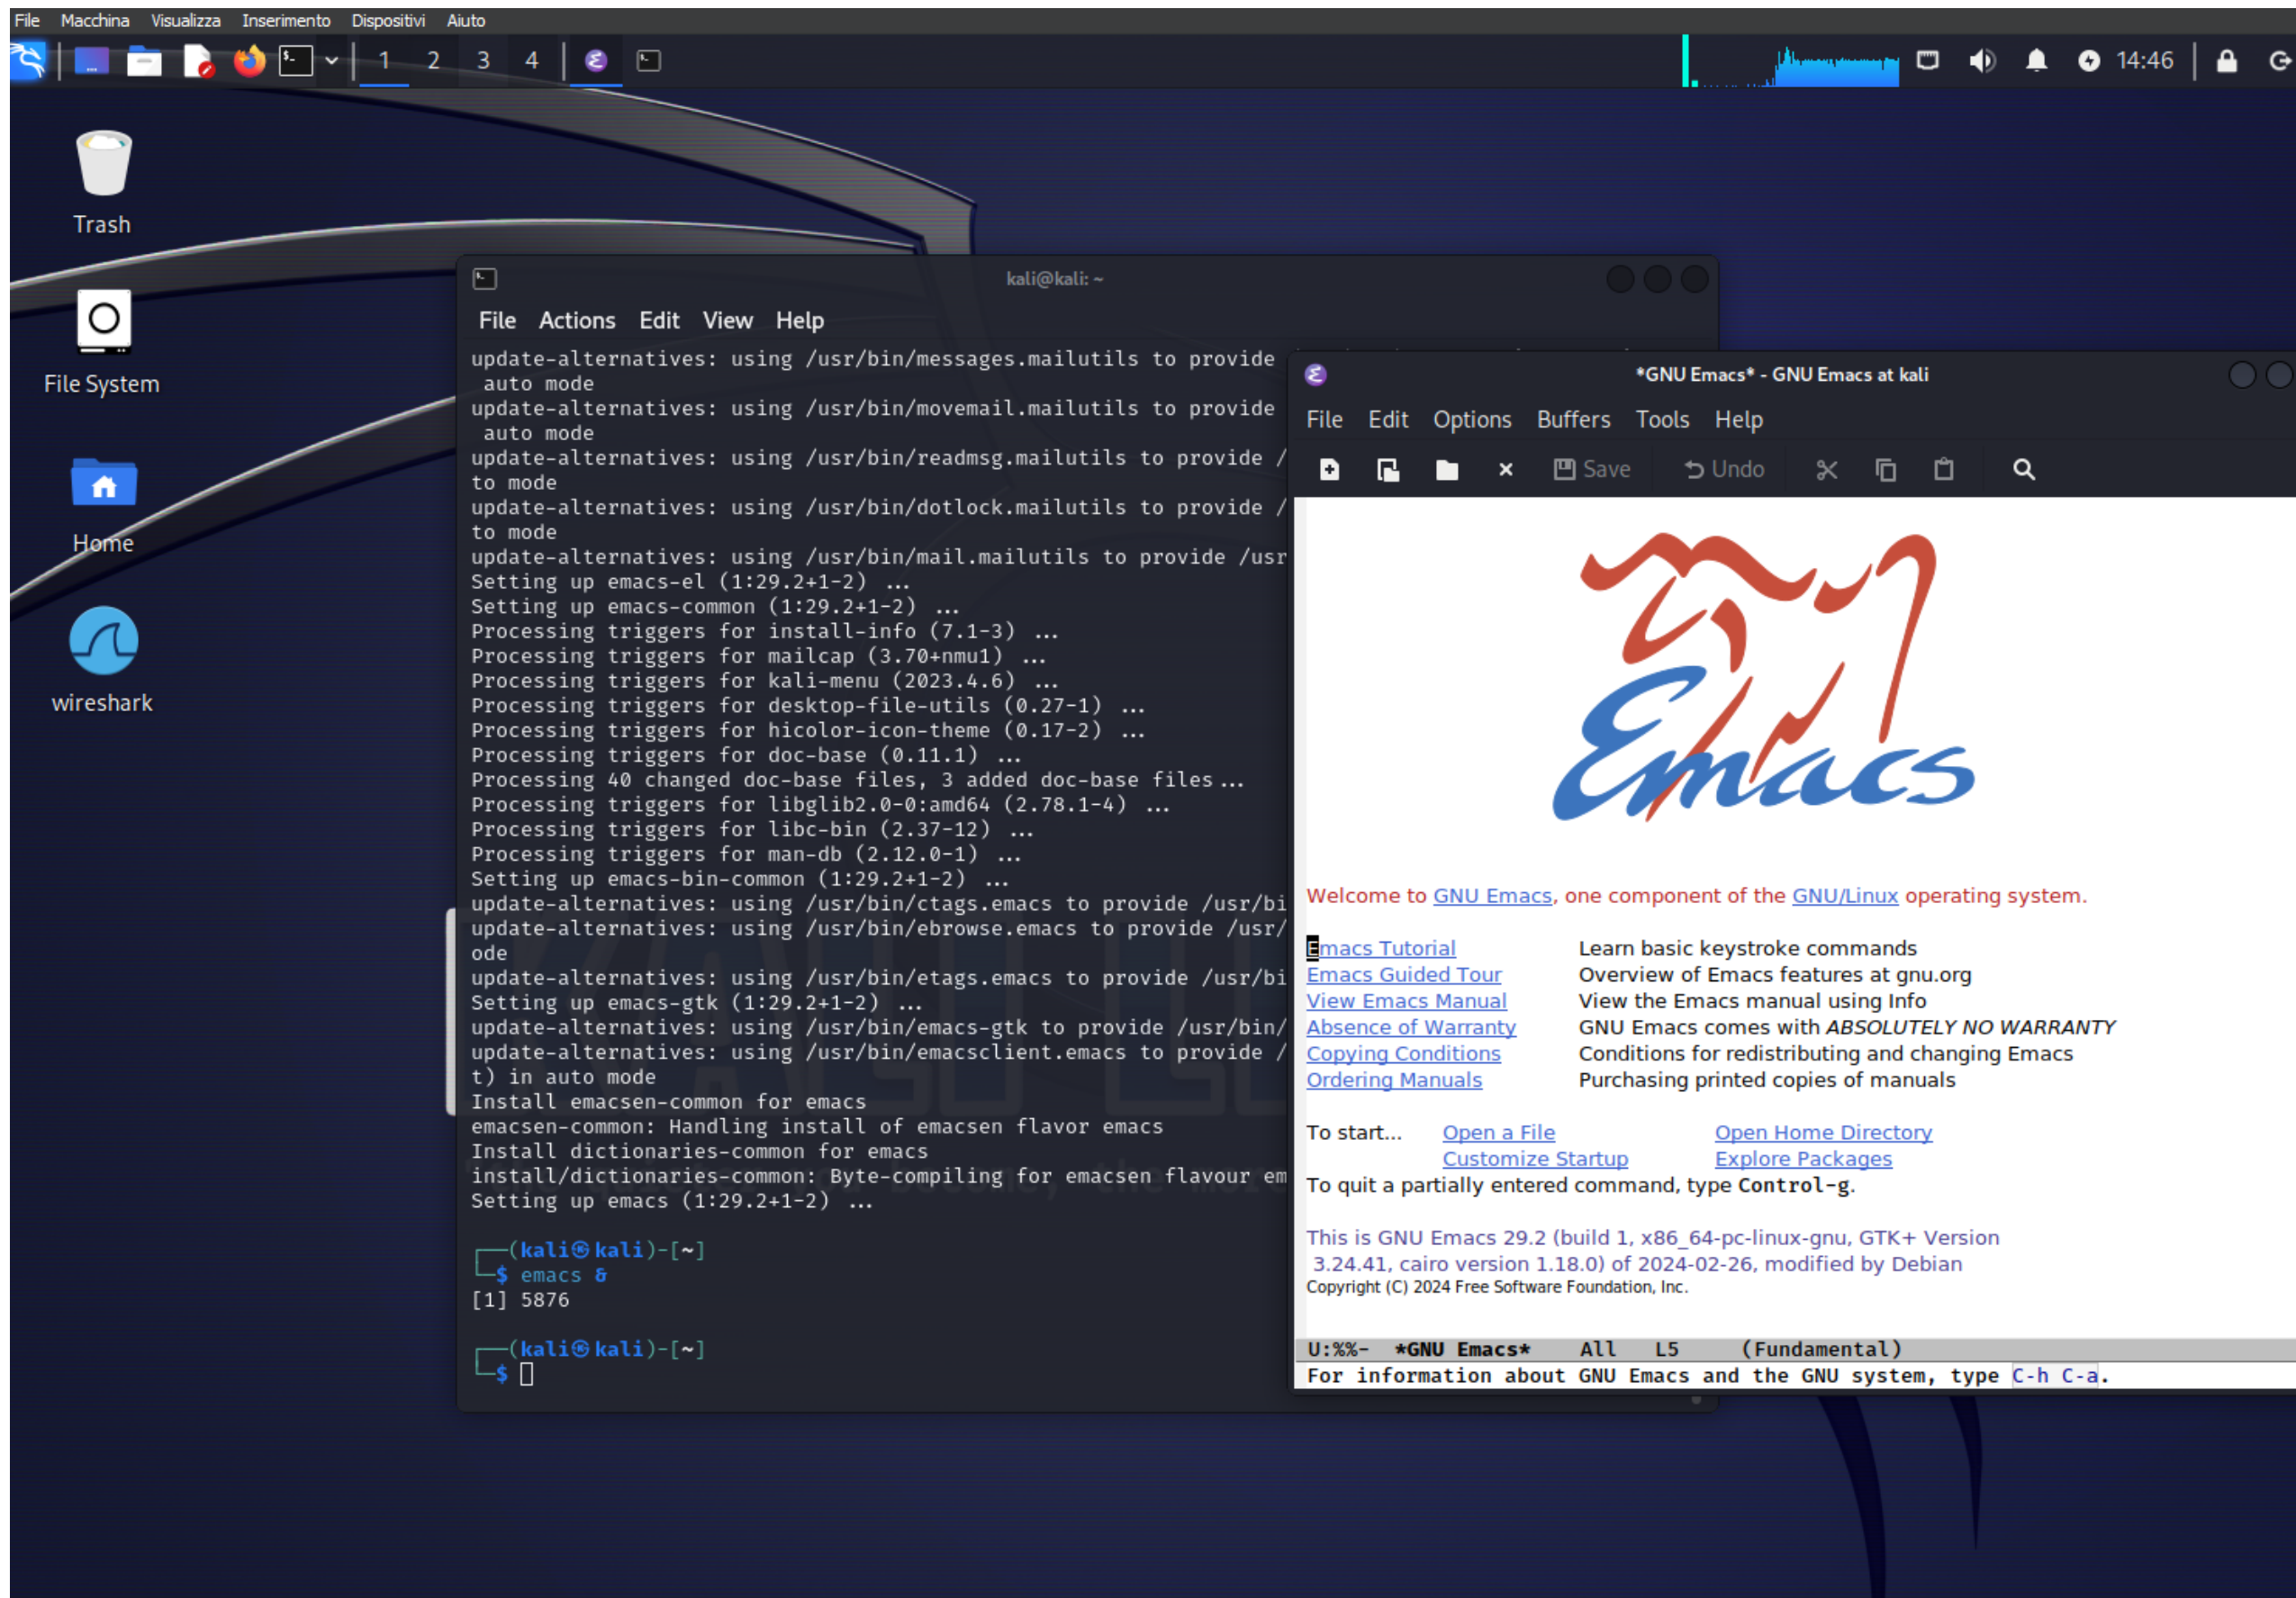 File Macchina Visualizza Inserimento Dispositivi Aiuto
1 2 3 4
14:46
Trash
File System
Home
wireshark
kali@kali: ~
File Actions Edit View Help
update-alternatives: using /usr/bin/messages.mailutils to provide
auto mode
update-alternatives: using /usr/bin/movemail.mailutils to provide
auto mode
update-alternatives: using /usr/bin/readmsg.mailutils to provide /
to mode
update-alternatives: using /usr/bin/dotlock.mailutils to provide /
to mode
update-alternatives: using /usr/bin/mail.mailutils to provide /usr
Setting up emacs-el (1:29.2+1-2) ...
Setting up emacs-common (1:29.2+1-2) ...
Processing triggers for install-info (7.1-3) ...
Processing triggers for mailcap (3.70+nmu1) ...
Processing triggers for kali-menu (2023.4.6) ...
Processing triggers for desktop-file-utils (0.27-1) ...
Processing triggers for hicolor-icon-theme (0.17-2) ...
Processing triggers for doc-base (0.11.1) ...
Processing 40 changed doc-base files, 3 added doc-base files...
Processing triggers for libglib2.0-0:amd64 (2.78.1-4) ...
Processing triggers for libc-bin (2.37-12) ...
Processing triggers for man-db (2.12.0-1) ...
Setting up emacs-bin-common (1:29.2+1-2) ...
update-alternatives: using /usr/bin/ctags.emacs to provide /usr/bi
update-alternatives: using /usr/bin/ebrowse.emacs to provide /usr/
ode
update-alternatives: using /usr/bin/etags.emacs to provide /usr/bi
Setting up emacs-gtk (1:29.2+1-2) ...
update-alternatives: using /usr/bin/emacs-gtk to provide /usr/bin/
update-alternatives: using /usr/bin/emacsclient.emacs to provide /
t) in auto mode
Install emacsen-common for emacs
emacsen-common: Handling install of emacsen flavor emacs
Install dictionaries-common for emacs
install/dictionaries-common: Byte-compiling for emacsen flavour em
Setting up emacs (1:29.2+1-2) ...
(kali㉿kali)-[~]
$ emacs &
[1] 5876
(kali㉿kali)-[~]
$
*GNU Emacs* - GNU Emacs at kali
File Edit Options Buffers Tools Help
Save Undo
Emacs
Welcome to GNU Emacs, one component of the GNU/Linux operating system.
Emacs Tutorial Learn basic keystroke commands
Emacs Guided Tour Overview of Emacs features at gnu.org
View Emacs Manual View the Emacs manual using Info
Absence of Warranty GNU Emacs comes with ABSOLUTELY NO WARRANTY
Copying Conditions Conditions for redistributing and changing Emacs
Ordering Manuals Purchasing printed copies of manuals
To start... Open a File Open Home Directory
Customize Startup Explore Packages
To quit a partially entered command, type Control-g.
This is GNU Emacs 29.2 (build 1, x86_64-pc-linux-gnu, GTK+ Version
3.24.41, cairo version 1.18.0) of 2024-02-26, modified by Debian
Copyright (C) 2024 Free Software Foundation, Inc.
U:%%- *GNU Emacs* All L5 (Fundamental)
For information about GNU Emacs and the GNU system, type C-h C-a.